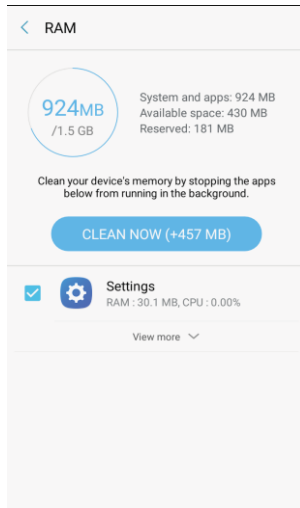 RAM
924MB
/1.5 GB
System and apps: 924 MB
Available space: 430 MB
Reserved: 181 MB
Clean your device's memory by stopping the apps
below from running in the background.
CLEAN NOW (+457 MB)
Settings
RAM : 30.1 MB, CPU : 0.00%
View more